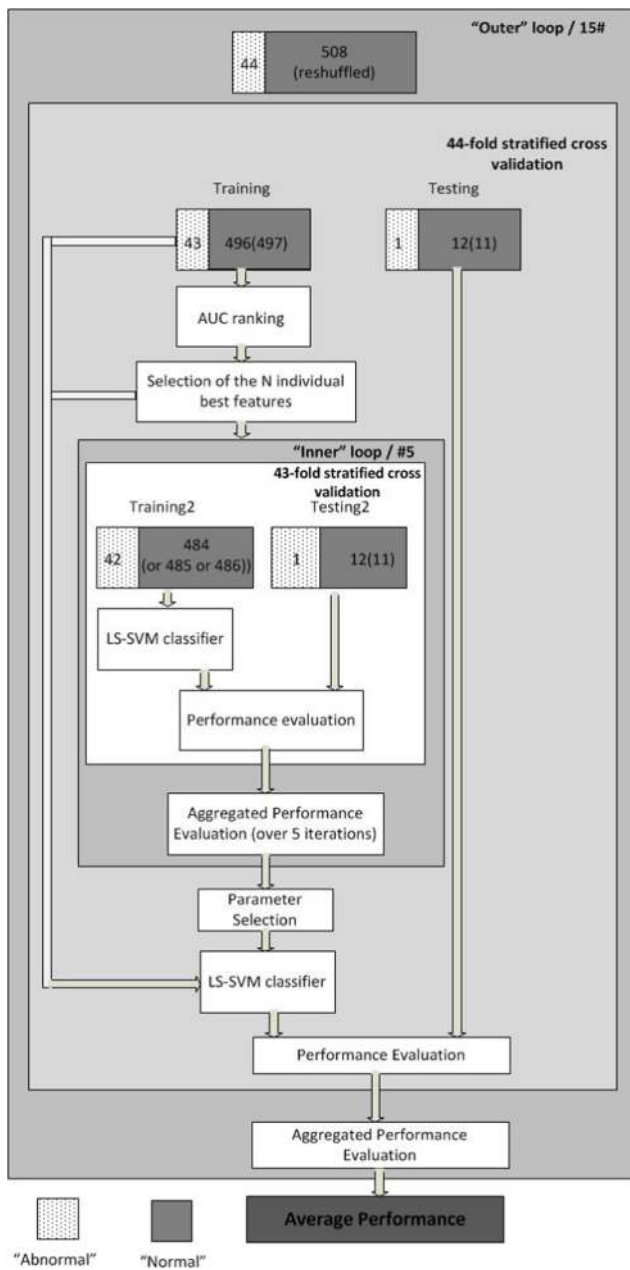 "Outer" loop / 15#
44
508
(reshuffled)
44-fold stratified cross
validation
Training
Testing
43
496(497)
1
12(11)
AUC ranking
Selection of the N individual
best features
"Inner" loop / #5
43-fold stratified cross
validation
Training2
Testing2
42
484
(or 485 or 486))
1
12(11)
LS-SVM classifier
Performance evaluation
Aggregated Performance
Evaluation (over 5 iterations)
Parameter
Selection
LS-SVM classifier
Performance Evaluation
Aggregated Performance
Evaluation
Average Performance
"Abnormal"
"Normal"